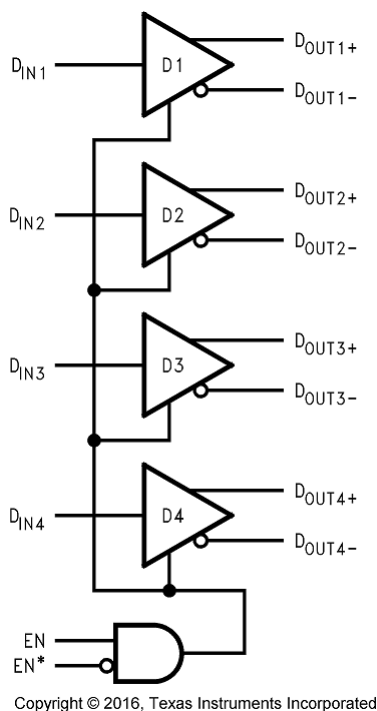 DOUT1+
DIN1
D1
DOUT1-
DOUT2+
DIN2
D2
DOUT2-
DOUT3+
DIN3
D3
DOUT3-
DOUT4+
DIN4
D4
DOUT4-
EN
EN*
Copyright © 2016, Texas Instruments Incorporated